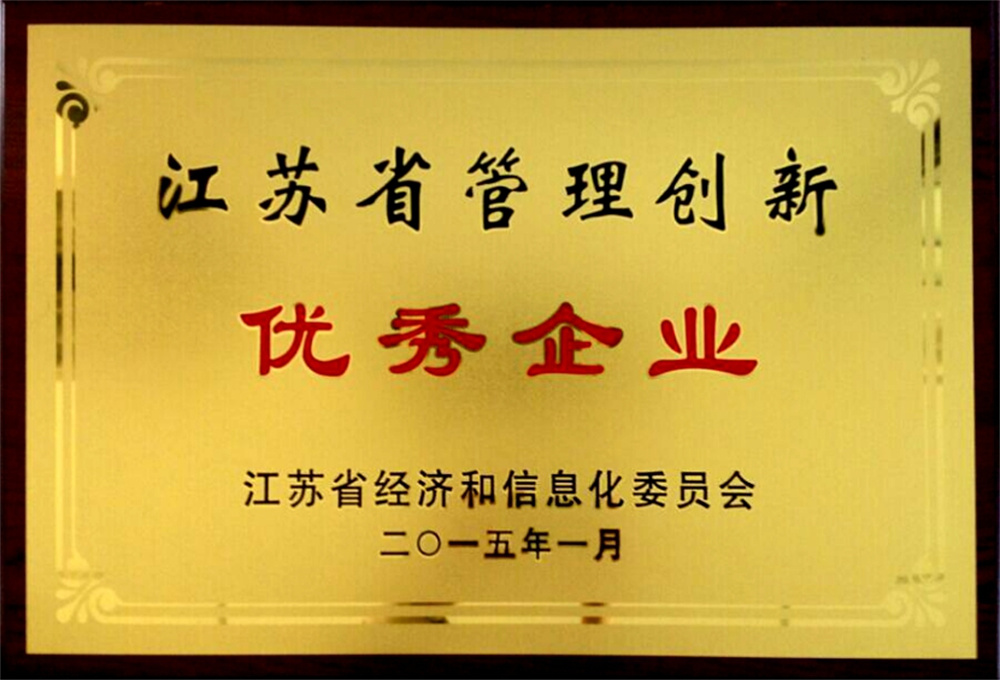 江苏省管理创新
优秀企业
江苏省经济和信息化委员会
二〇一五年一月